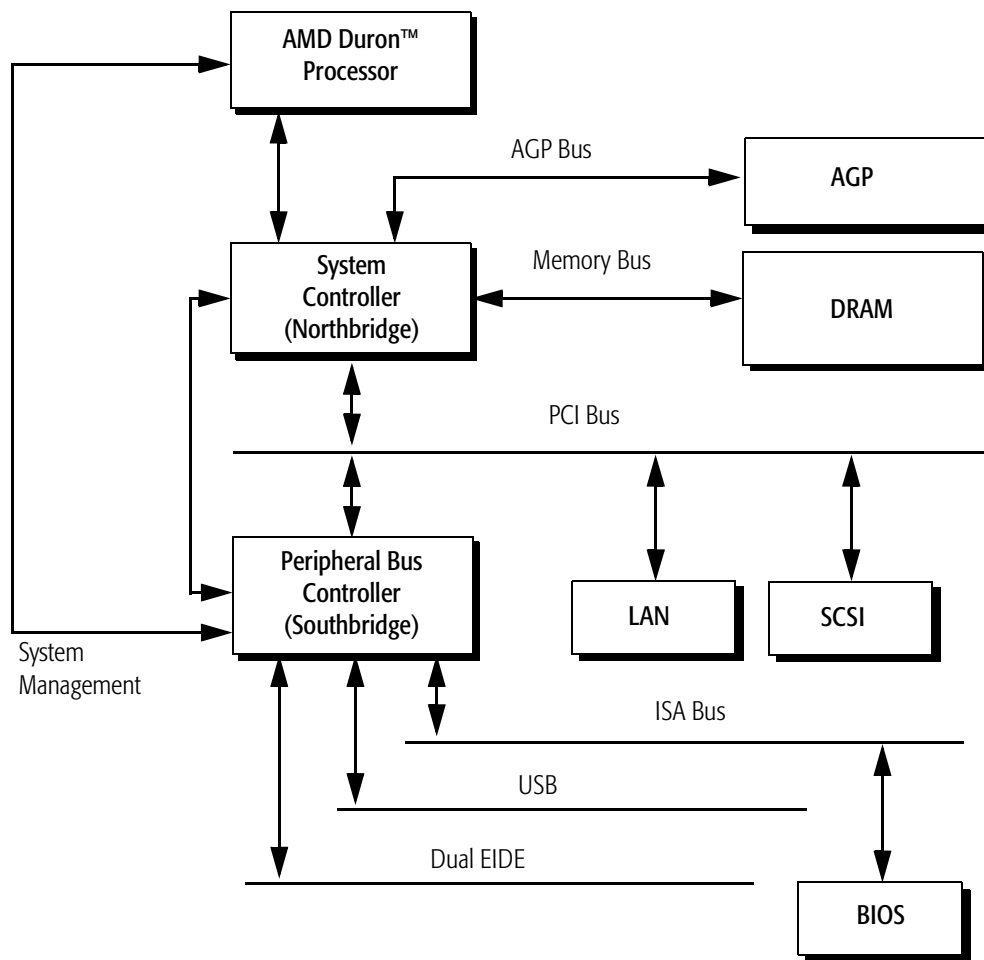 AMD Duron™
Processor
AGP Bus
AGP
System
Controller
(Northbridge)
Memory Bus
DRAM
PCI Bus
Peripheral Bus
Controller
(Southbridge)
LAN
SCSI
System
Management
ISA Bus
USB
Dual EIDE
BIOS